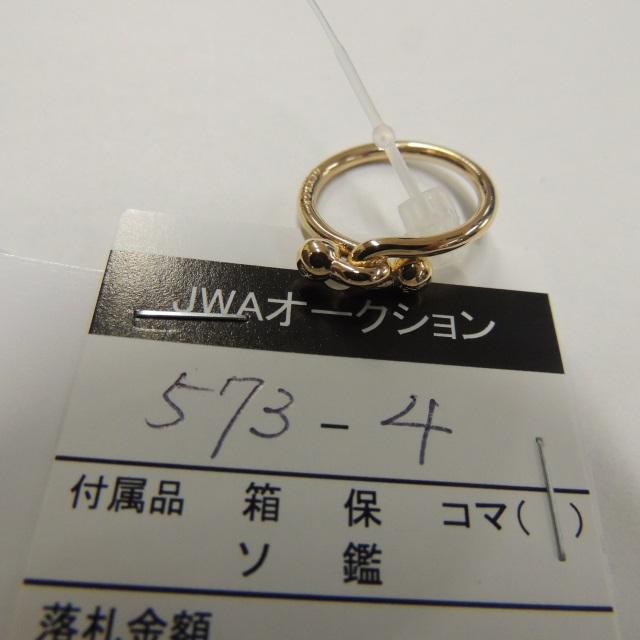 JWAオークション
573-4
付属品 箱 保 コマ( )
ソ 鑑
落札金額